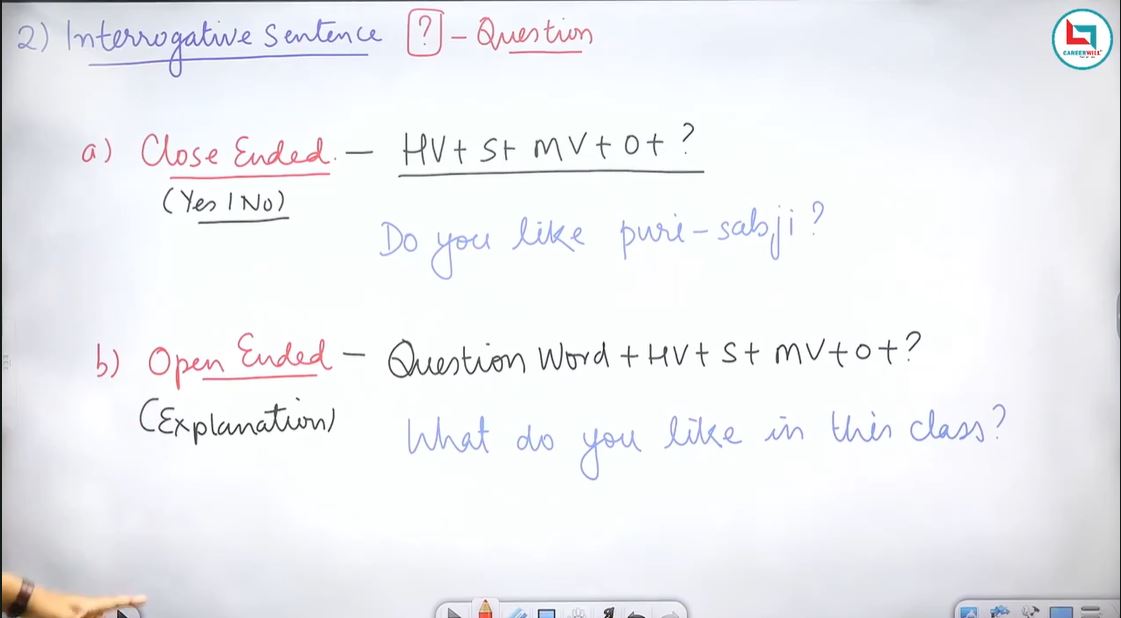 2) Interrogative Sentence ? - Question
CAREERWILL
a) Close Ended. - HV + S + MV + O + ?
(Yes / No)
Do you like puri-sabji ?
b) Open Ended - Question Word + HV + S + MV + O + ?
(Explanation)
What do you like in this class?